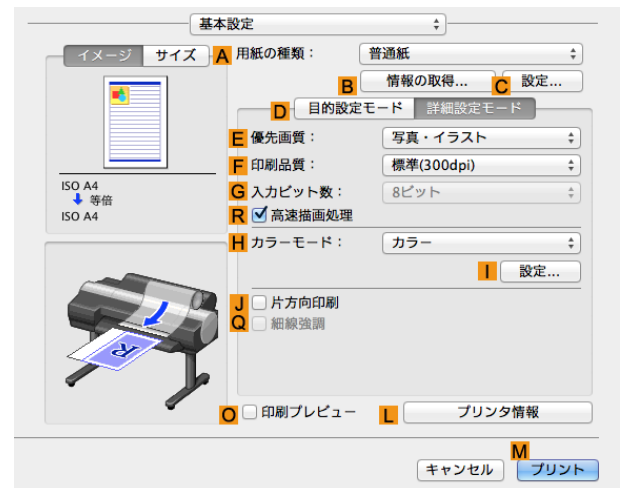 基本設定
イメージ サイズ A 用紙の種類： 普通紙
B 情報の取得... C 設定...
D 目的設定モード 詳細設定モード
E 優先画質： 写真・イラスト
F 印刷品質： 標準(300dpi)
G 入力ビット数： 8ビット
R 高速描画処理
ISO A4
等倍
ISO A4
H カラーモード： カラー
I 設定...
J 片方向印刷
Q 細線強調
R
O 印刷プレビュー L プリンタ情報
M
キャンセル プリント